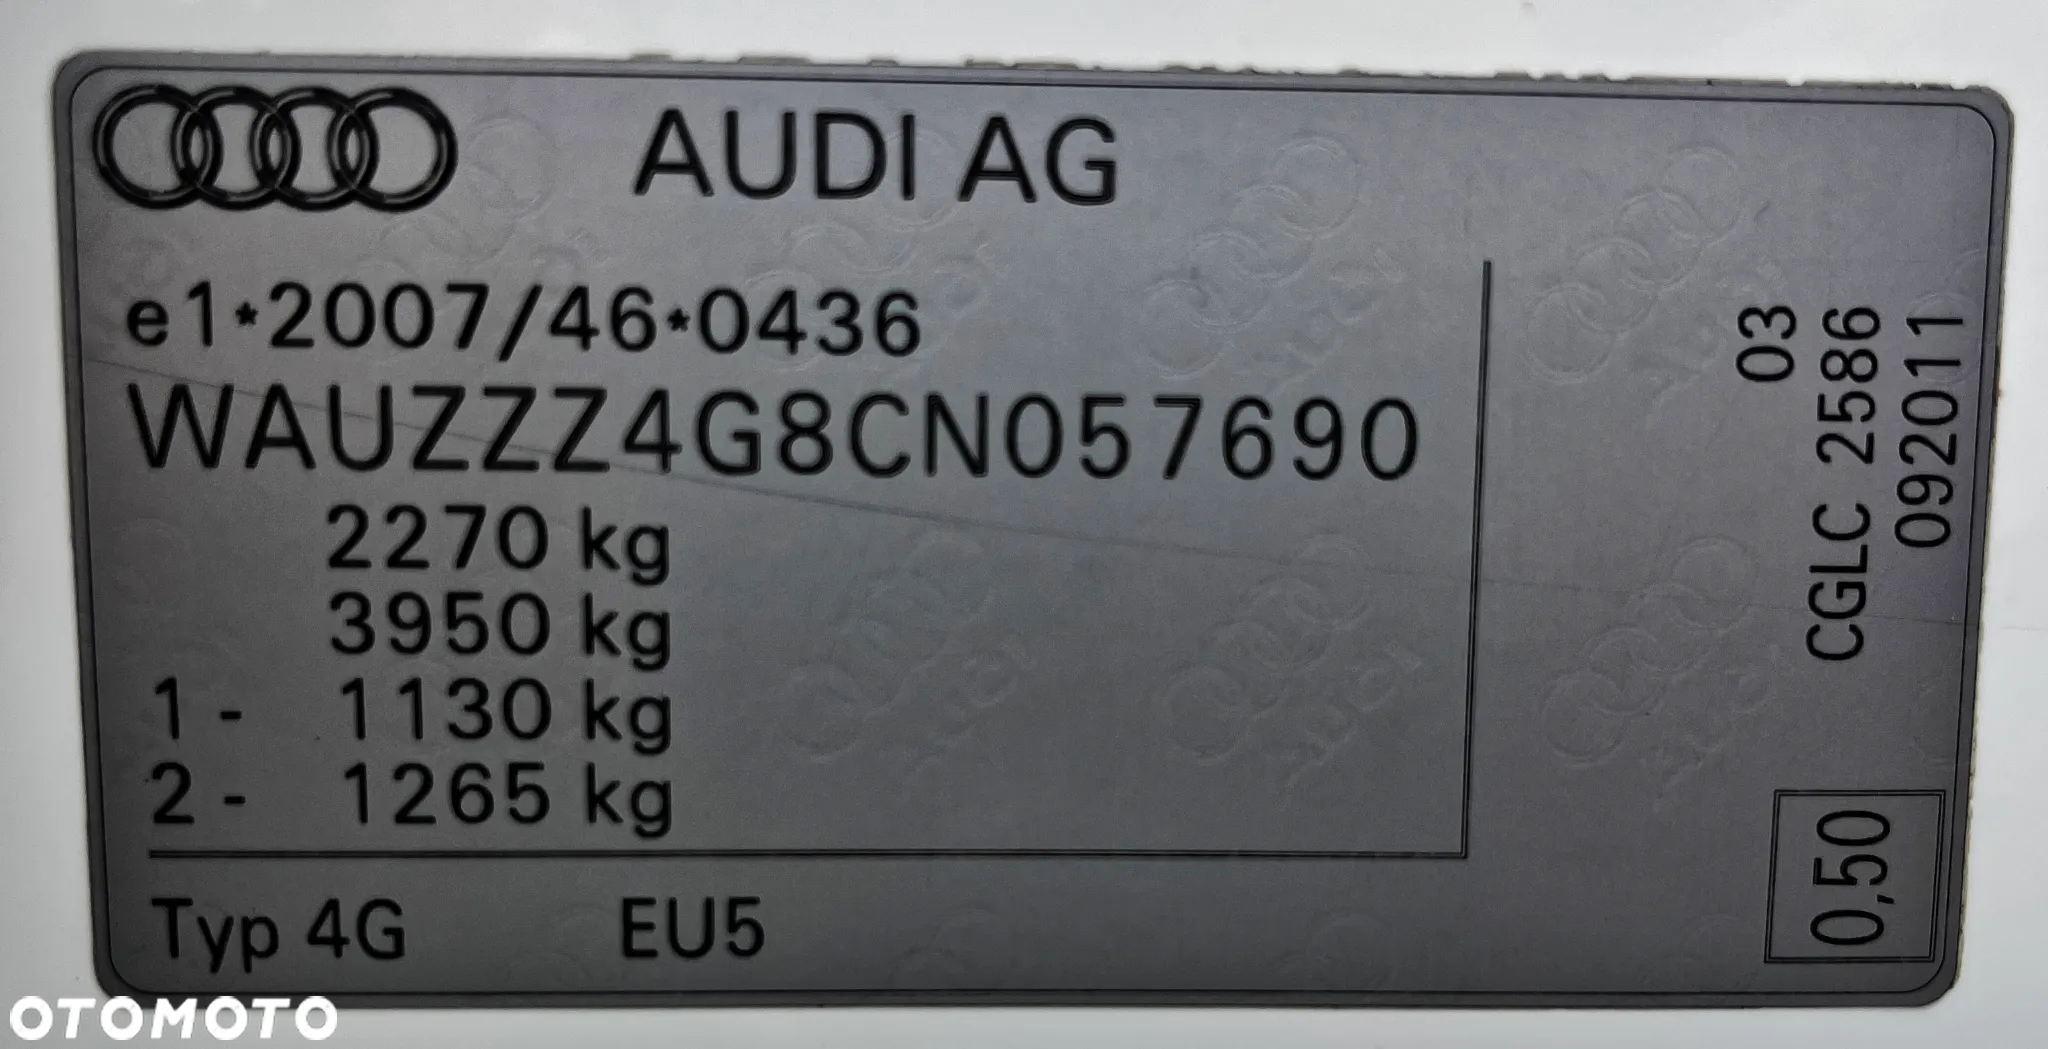 AUDI AG
e1*2007/46*0436
WAUZZZ4G8CN057690
2270 kg
3950 kg
1 - 1130 kg
2 - 1265 kg
Typ 4G EU5
03
CGLC 2586
092011
0,50
OTOMOTO